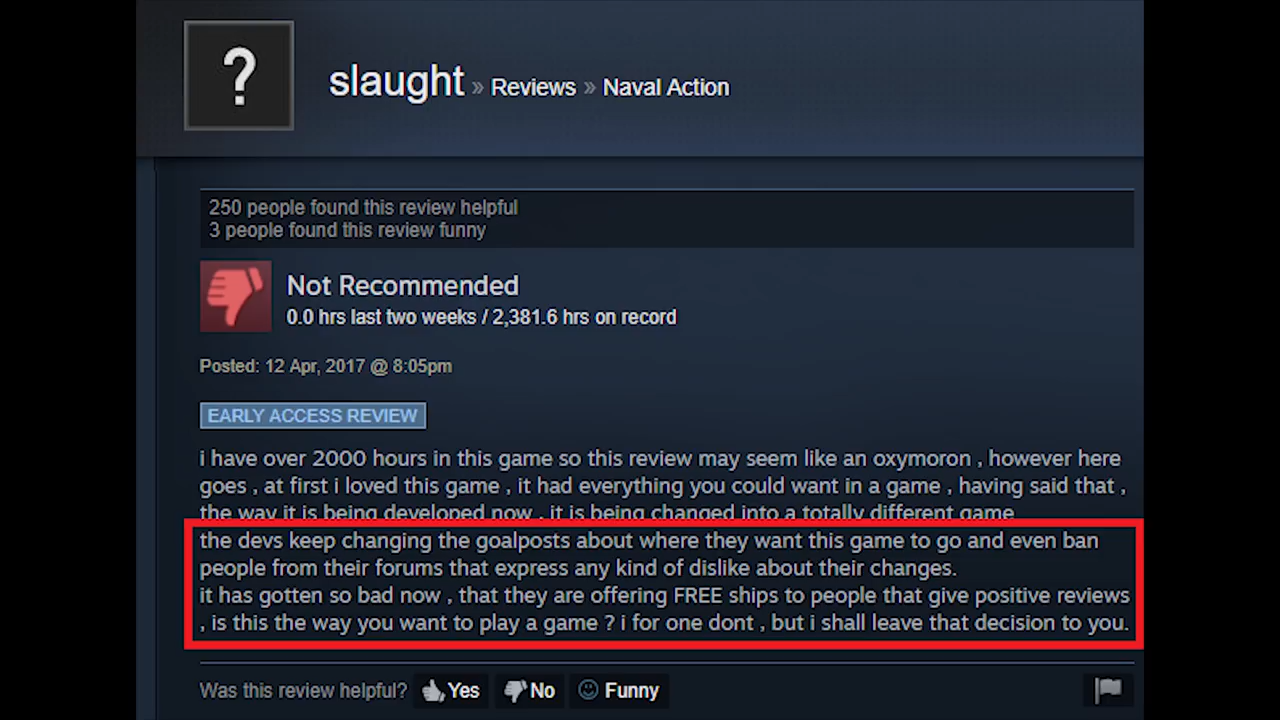 ?
slaught » Reviews » Naval Action
250 people found this review helpful
3 people found this review funny
Not Recommended
0.0 hrs last two weeks / 2,381.6 hrs on record
Posted: 12 Apr, 2017 @ 8:05pm
EARLY ACCESS REVIEW
i have over 2000 hours in this game so this review may seem like an oxymoron , however here
goes , at first i loved this game , it had everything you could want in a game , having said that ,
the way it is being developed now , it is being changed into a totally different game
the devs keep changing the goalposts about where they want this game to go and even ban
people from their forums that express any kind of dislike about their changes.
it has gotten so bad now , that they are offering FREE ships to people that give positive reviews
, is this the way you want to play a game ? i for one dont , but i shall leave that decision to you.
Was this review helpful? Yes No Funny